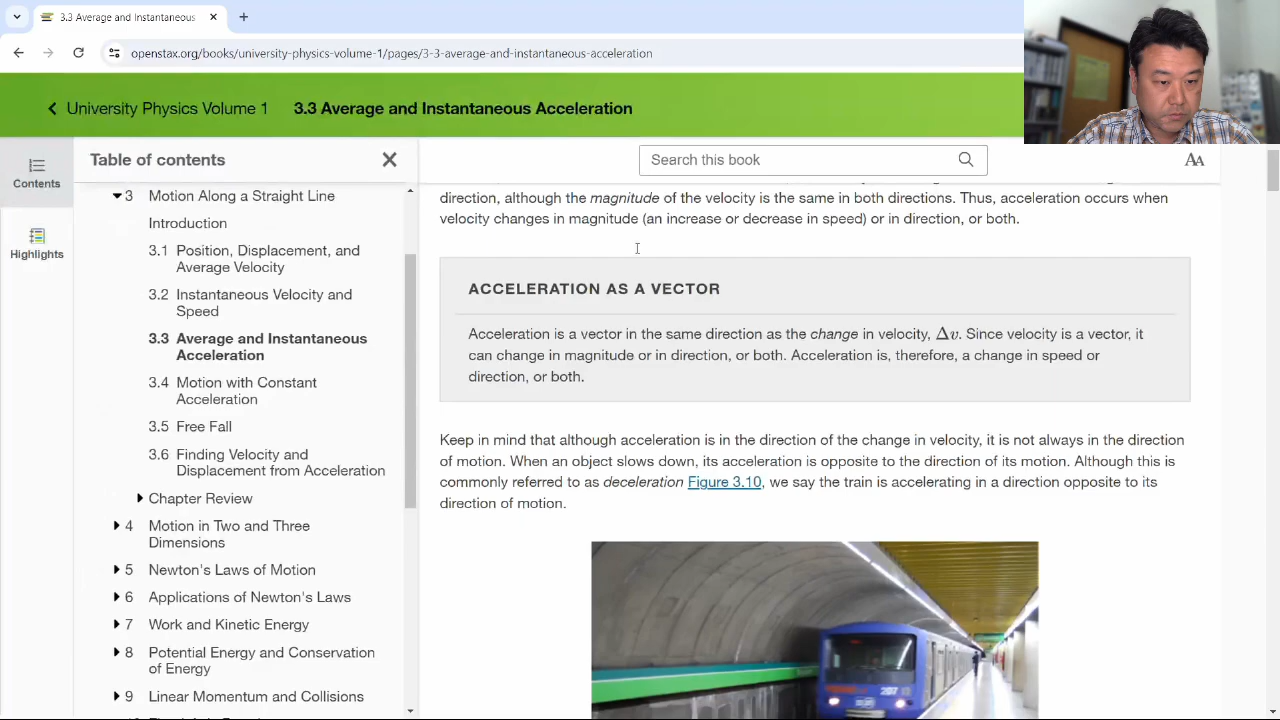 3.3 Average and Instantaneous A
openstax.org/books/university-physics-volume-1/pages/3-3-average-and-instantaneous-acceleration
University Physics Volume 1
3.3 Average and Instantaneous Acceleration
Contents
Highlights
Table of contents
3 Motion Along a Straight Line
Introduction
3.1 Position, Displacement, and
Average Velocity
3.2 Instantaneous Velocity and
Speed
3.3 Average and Instantaneous
Acceleration
3.4 Motion with Constant
Acceleration
3.5 Free Fall
3.6 Finding Velocity and
Displacement from Acceleration
Chapter Review
4 Motion in Two and Three
Dimensions
5 Newton's Laws of Motion
6 Applications of Newton's Laws
7 Work and Kinetic Energy
8 Potential Energy and Conservation
of Energy
9 Linear Momentum and Collisions
Search this book
AA
direction, although the magnitude of the velocity is the same in both directions. Thus, acceleration occurs when
velocity changes in magnitude (an increase or decrease in speed) or in direction, or both.
ACCELERATION AS A VECTOR
Acceleration is a vector in the same direction as the change in velocity, Δv. Since velocity is a vector, it
can change in magnitude or in direction, or both. Acceleration is, therefore, a change in speed or
direction, or both.
Keep in mind that although acceleration is in the direction of the change in velocity, it is not always in the direction
of motion. When an object slows down, its acceleration is opposite to the direction of its motion. Although this is
commonly referred to as deceleration Figure 3.10, we say the train is accelerating in a direction opposite to its
direction of motion.